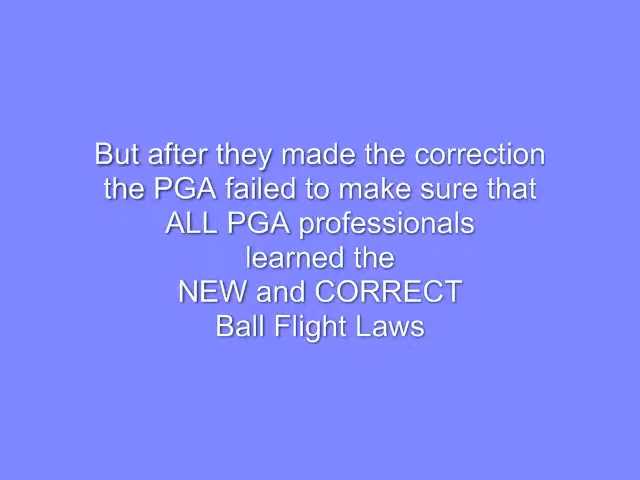 But after they made the correction
the PGA failed to make sure that
ALL PGA professionals
learned the
NEW and CORRECT
Ball Flight Laws